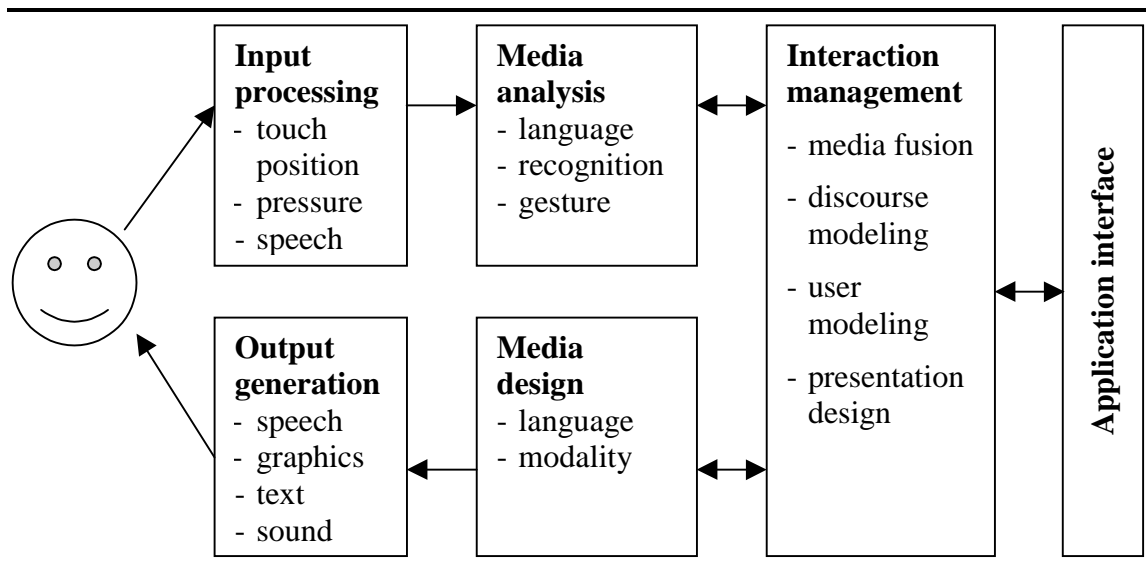 Input
processing
- touch
position
- pressure
- speech
Media
analysis
- language
- recognition
- gesture
Interaction
management
- media fusion
- discourse
modeling
- user
modeling
- presentation
design
Application interface
Output
generation
- speech
- graphics
- text
- sound
Media
design
- language
- modality